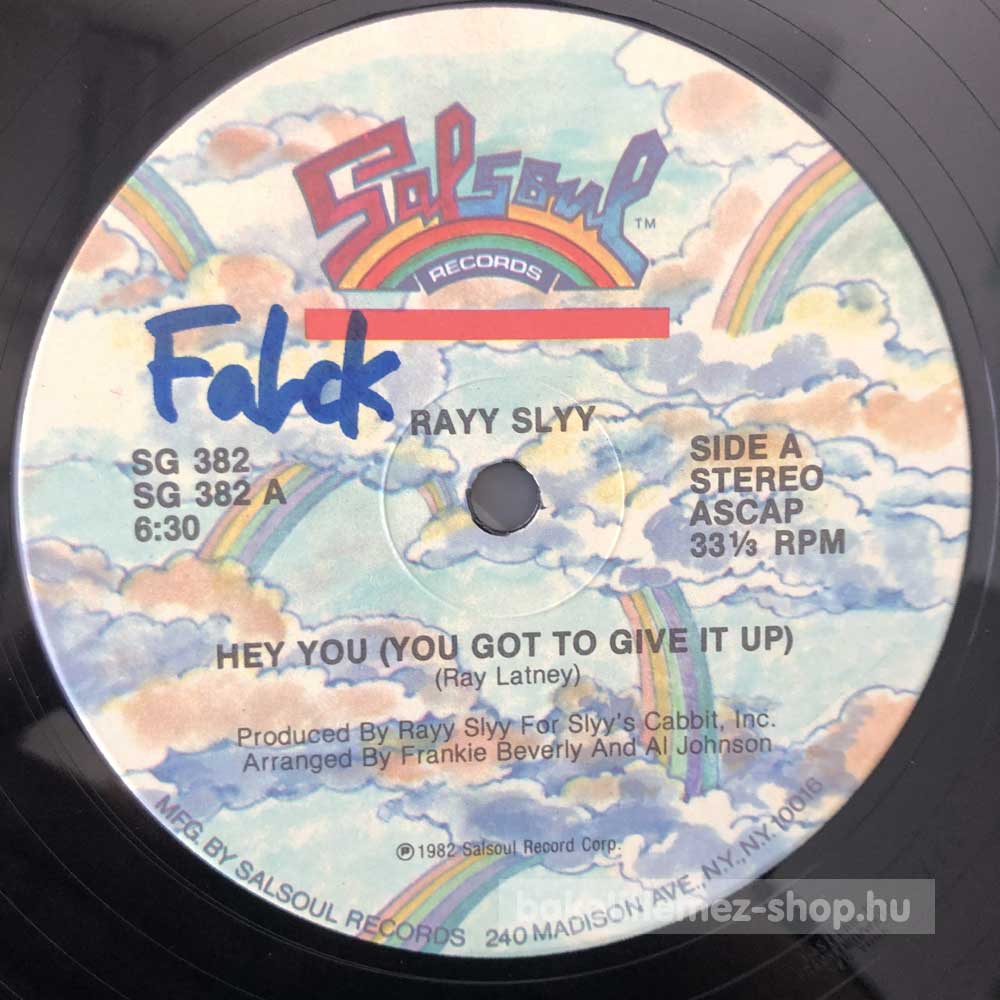 Salsoul
TM
RECORDS
Falck
RAYY SLYY
SG 382
SG 382 A
6:30
SIDE A
STEREO
ASCAP
33⅓ RPM
HEY YOU (YOU GOT TO GIVE IT UP)
(Ray Latney)
Produced By Rayy Slyy For Slyy's Cabbit, Inc.
Arranged By Frankie Beverly And Al Johnson
℗ 1982 Salsoul Record Corp.
MFG. BY SALSOUL RECORDS 240 MADISON AVE., N.Y., N.Y. 10016
bakelitlemez-shop.hu